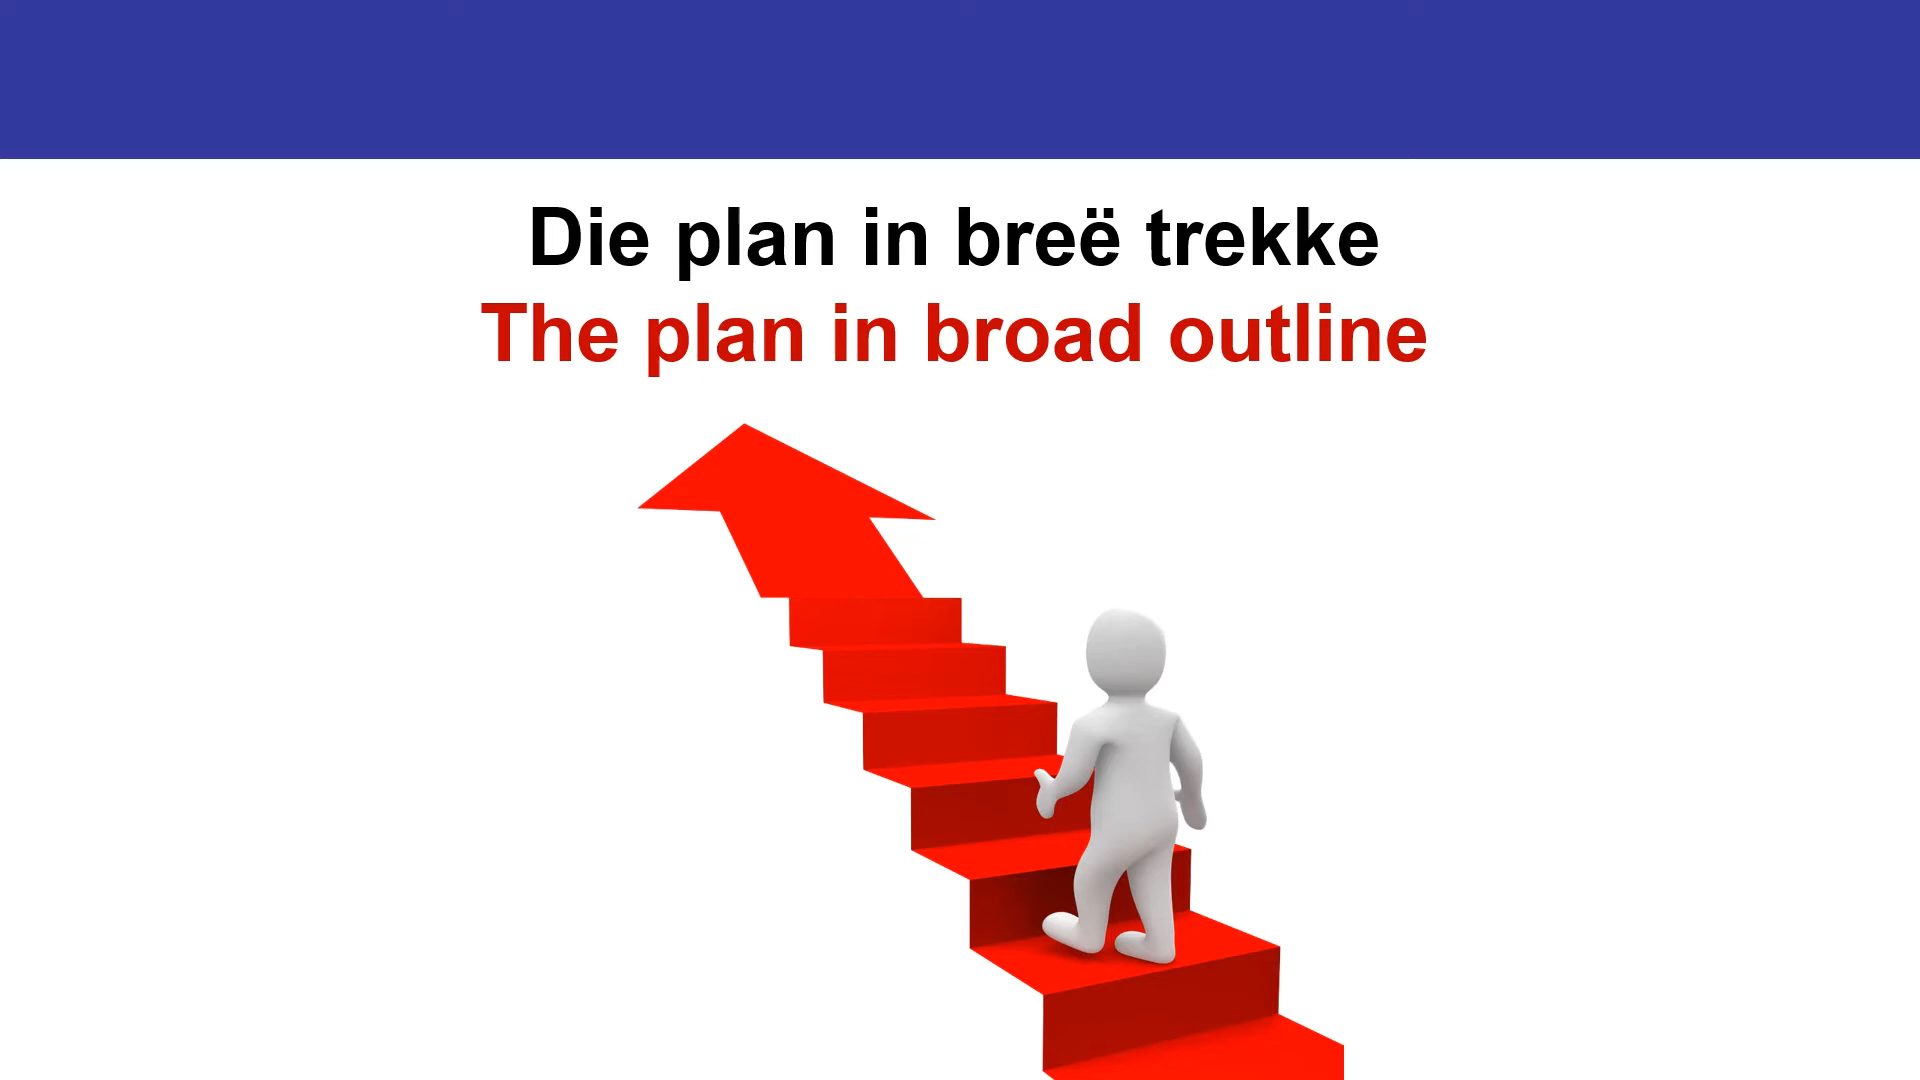 Die plan in breë trekke
The plan in broad outline